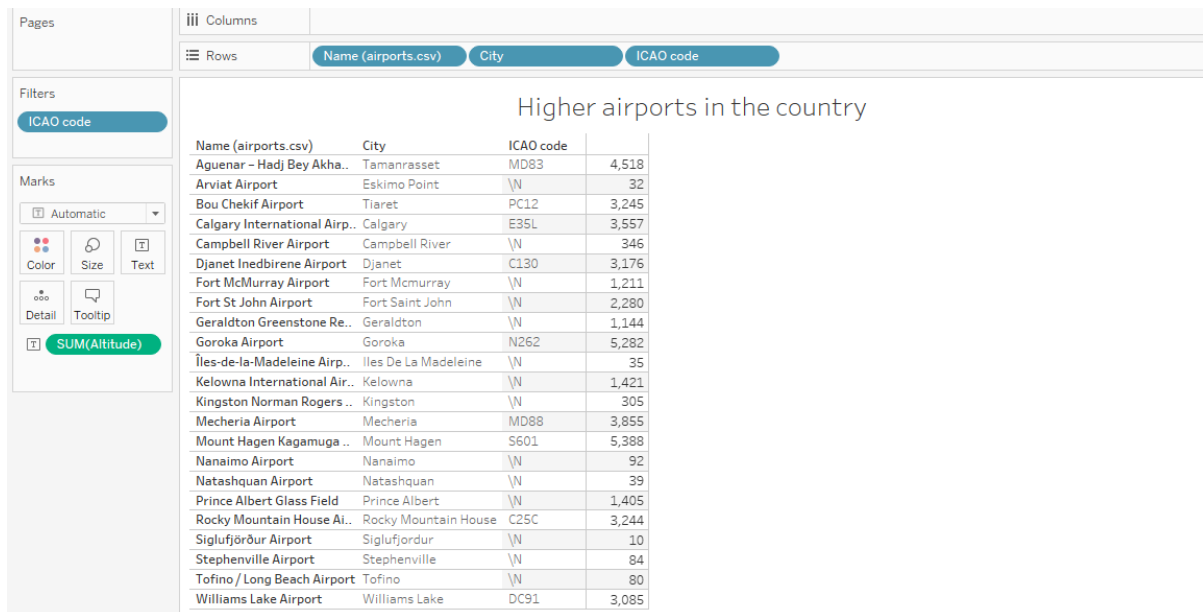 Pages
Columns
Rows Name (airports.csv) City ICAO code
Filters
ICAO code
Marks
Automatic
Color Size Text
Detail Tooltip
SUM(Altitude)
Higher airports in the country
Name (airports.csv) City ICAO code
Aguenar – Hadj Bey Akha.. Tamanrasset MD83 4,518
Arviat Airport Eskimo Point \N 32
Bou Chekif Airport Tiaret PC12 3,245
Calgary International Airp.. Calgary E35L 3,557
Campbell River Airport Campbell River \N 346
Djanet Inedbirene Airport Djanet C130 3,176
Fort McMurray Airport Fort Mcmurray \N 1,211
Fort St John Airport Fort Saint John \N 2,280
Geraldton Greenstone Re.. Geraldton \N 1,144
Goroka Airport Goroka N262 5,282
Îles-de-la-Madeleine Airp.. Iles De La Madeleine \N 35
Kelowna International Air.. Kelowna \N 1,421
Kingston Norman Rogers .. Kingston \N 305
Mecheria Airport Mecheria MD88 3,855
Mount Hagen Kagamuga .. Mount Hagen S601 5,388
Nanaimo Airport Nanaimo \N 92
Natashquan Airport Natashquan \N 39
Prince Albert Glass Field Prince Albert \N 1,405
Rocky Mountain House Ai.. Rocky Mountain House C25C 3,244
Siglufjörður Airport Siglufjordur \N 10
Stephenville Airport Stephenville \N 84
Tofino / Long Beach Airport Tofino \N 80
Williams Lake Airport Williams Lake DC91 3,085